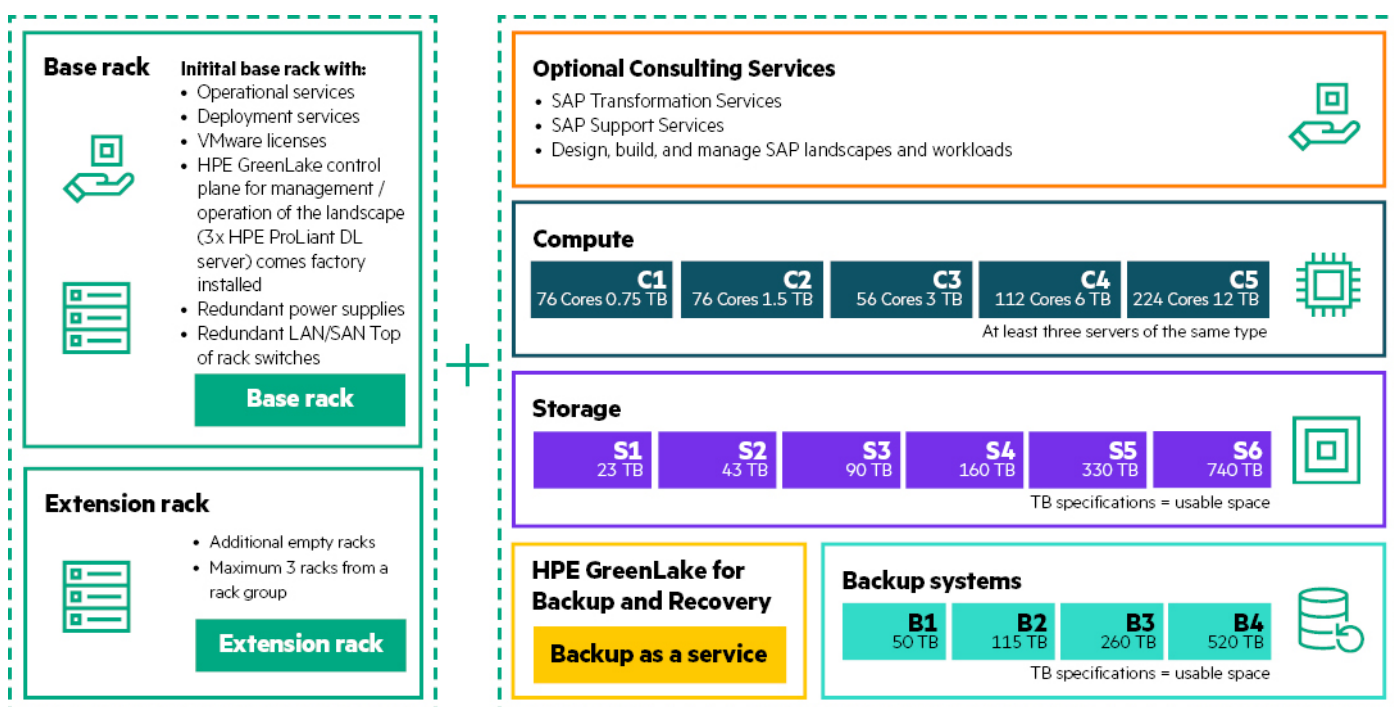 Base rack
Initital base rack with:
• Operational services
• Deployment services
• VMware licenses
• HPE GreenLake control
plane for management /
operation of the landscape
(3x HPE ProLiant DL
server) comes factory
installed
• Redundant power supplies
• Redundant LAN/SAN Top
of rack switches
Base rack
Extension rack
• Additional empty racks
• Maximum 3 racks from a
rack group
Extension rack
+
Optional Consulting Services
• SAP Transformation Services
• SAP Support Services
• Design, build, and manage SAP landscapes and workloads
Compute
C1
76 Cores 0.75 TB
C2
76 Cores 1.5 TB
C3
56 Cores 3 TB
C4
112 Cores 6 TB
C5
224 Cores 12 TB
At least three servers of the same type
Storage
S1
23 TB
S2
43 TB
S3
90 TB
S4
160 TB
S5
330 TB
S6
740 TB
TB specifications = usable space
HPE GreenLake for
Backup and Recovery
Backup as a service
Backup systems
B1
50 TB
B2
115 TB
B3
260 TB
B4
520 TB
TB specifications = usable space